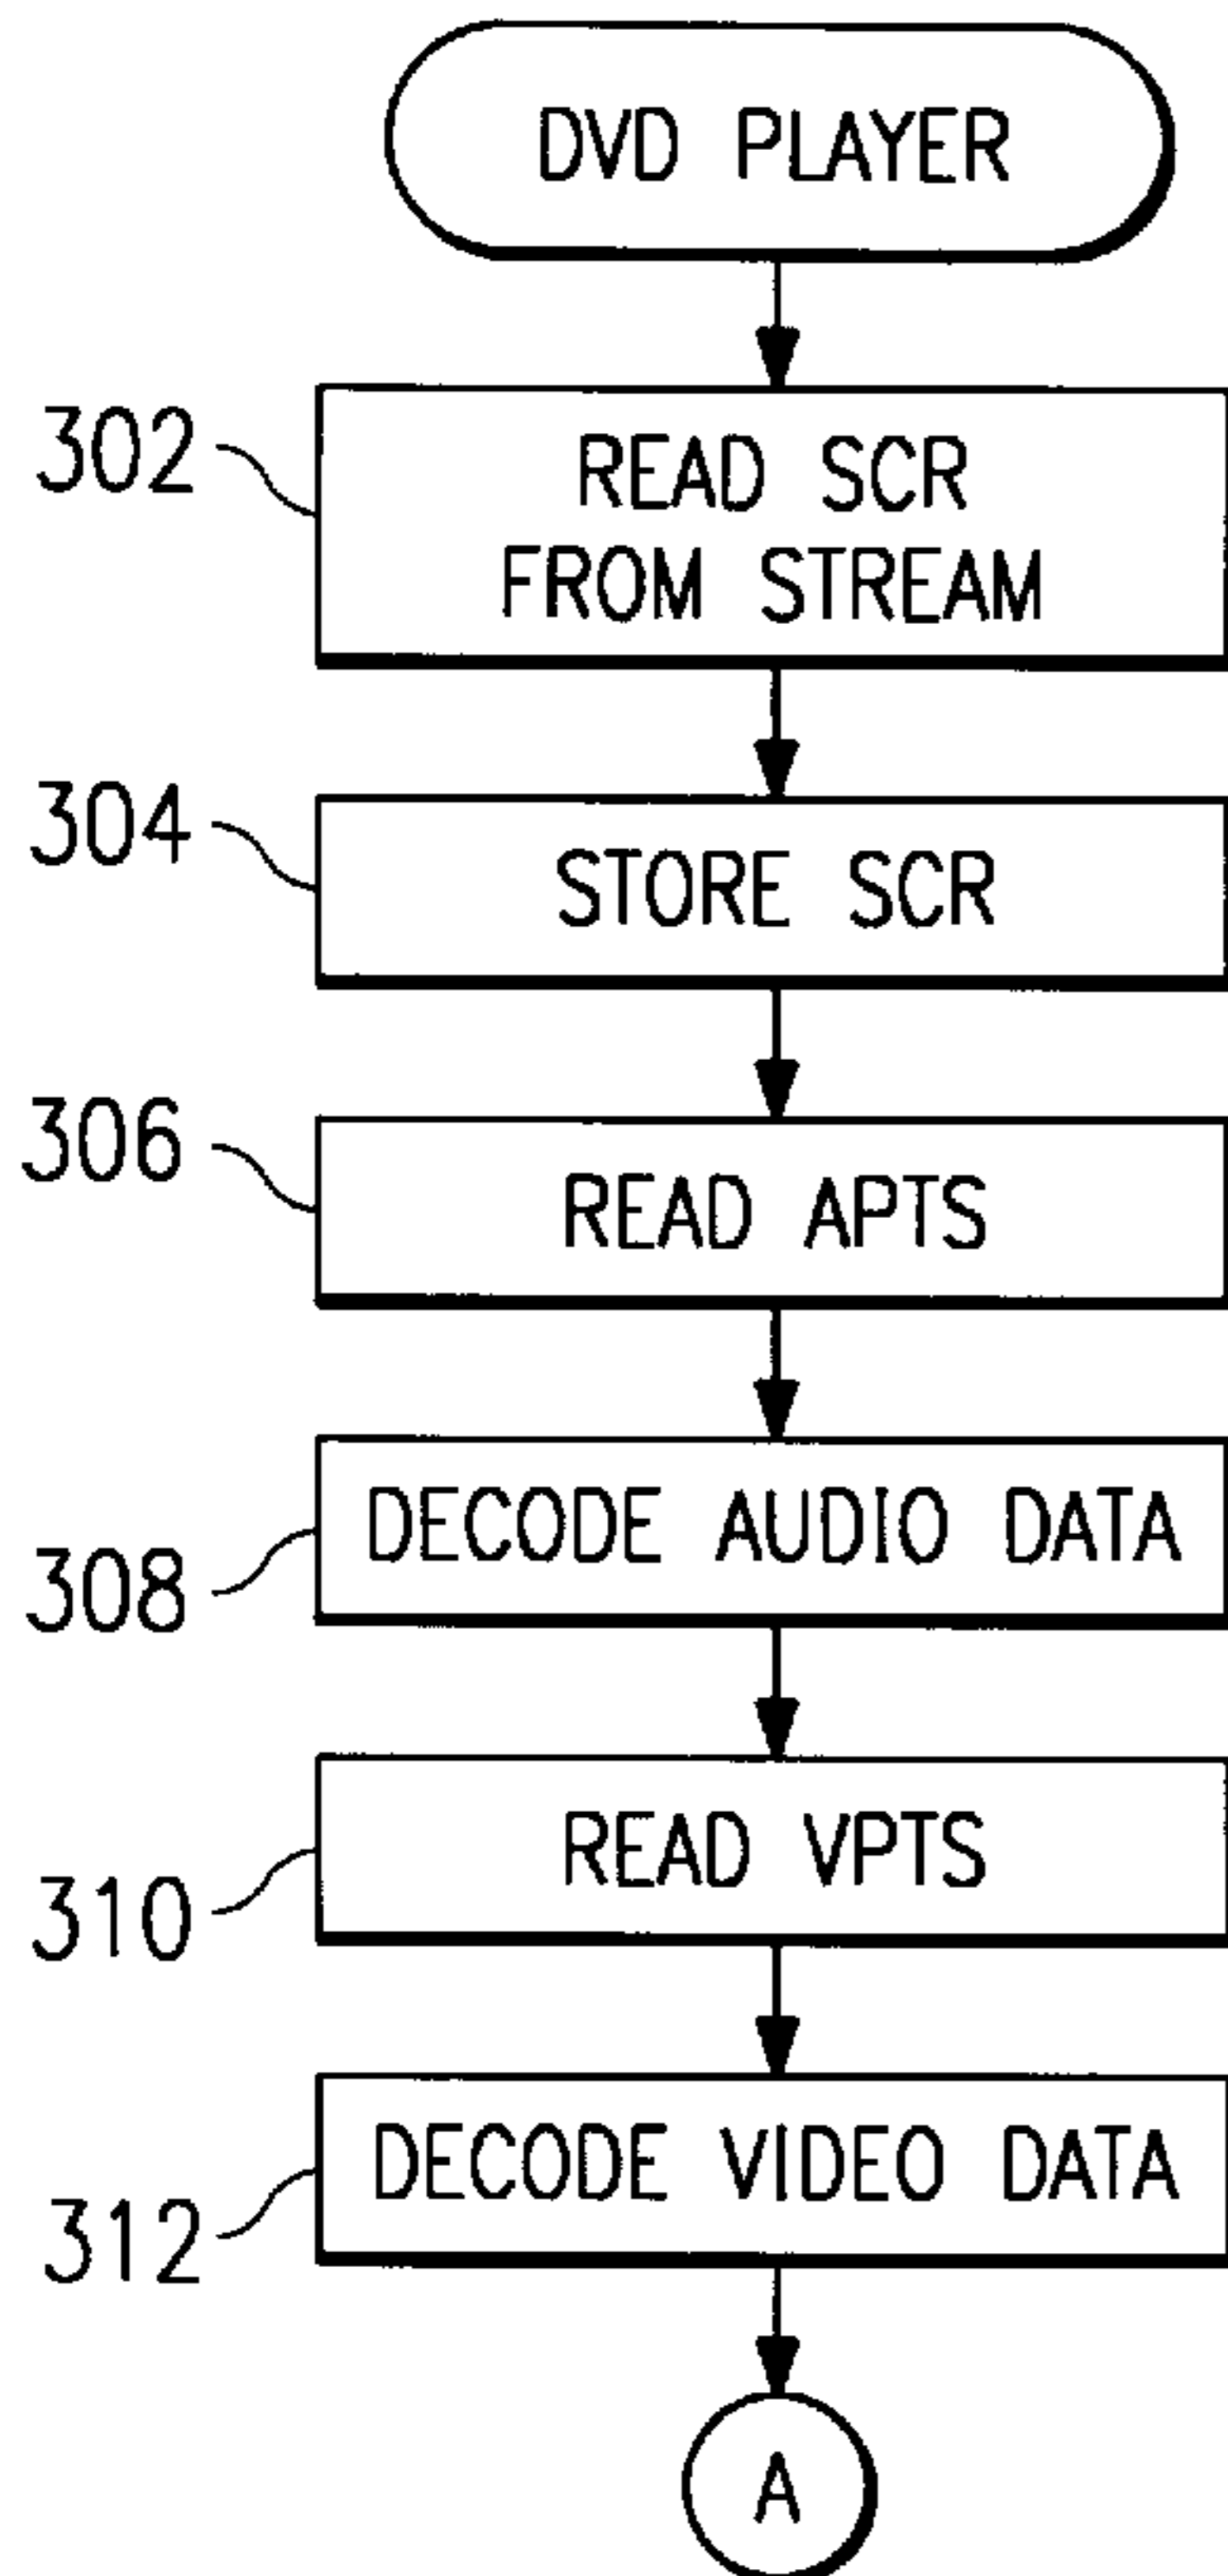 DVD PLAYER
302
READ SCR
FROM STREAM
304
STORE SCR
306
READ APTS
308
DECODE AUDIO DATA
310
READ VPTS
312
DECODE VIDEO DATA
A